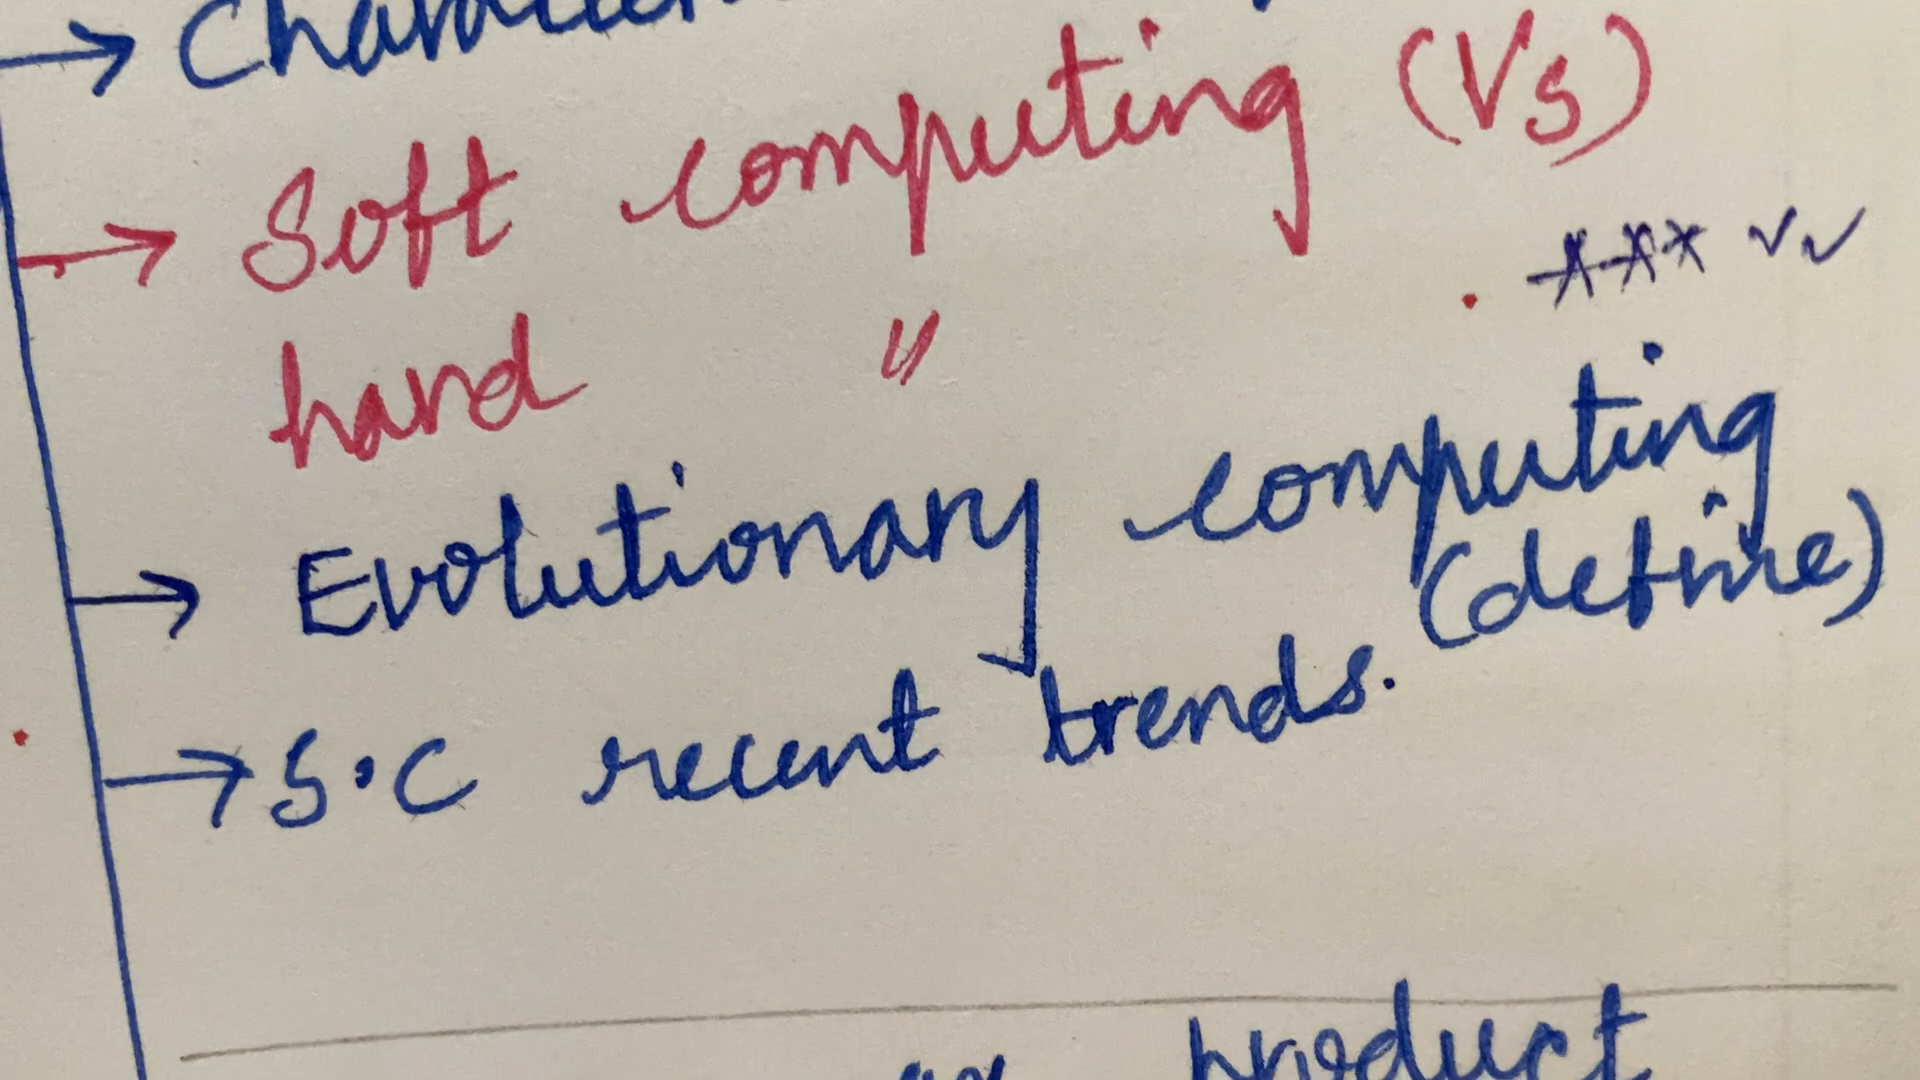 → Soft computing (Vs)
hard "
*** ✓✓
→ Evolutionary computing
(define)
→ S.C recent trends.
product